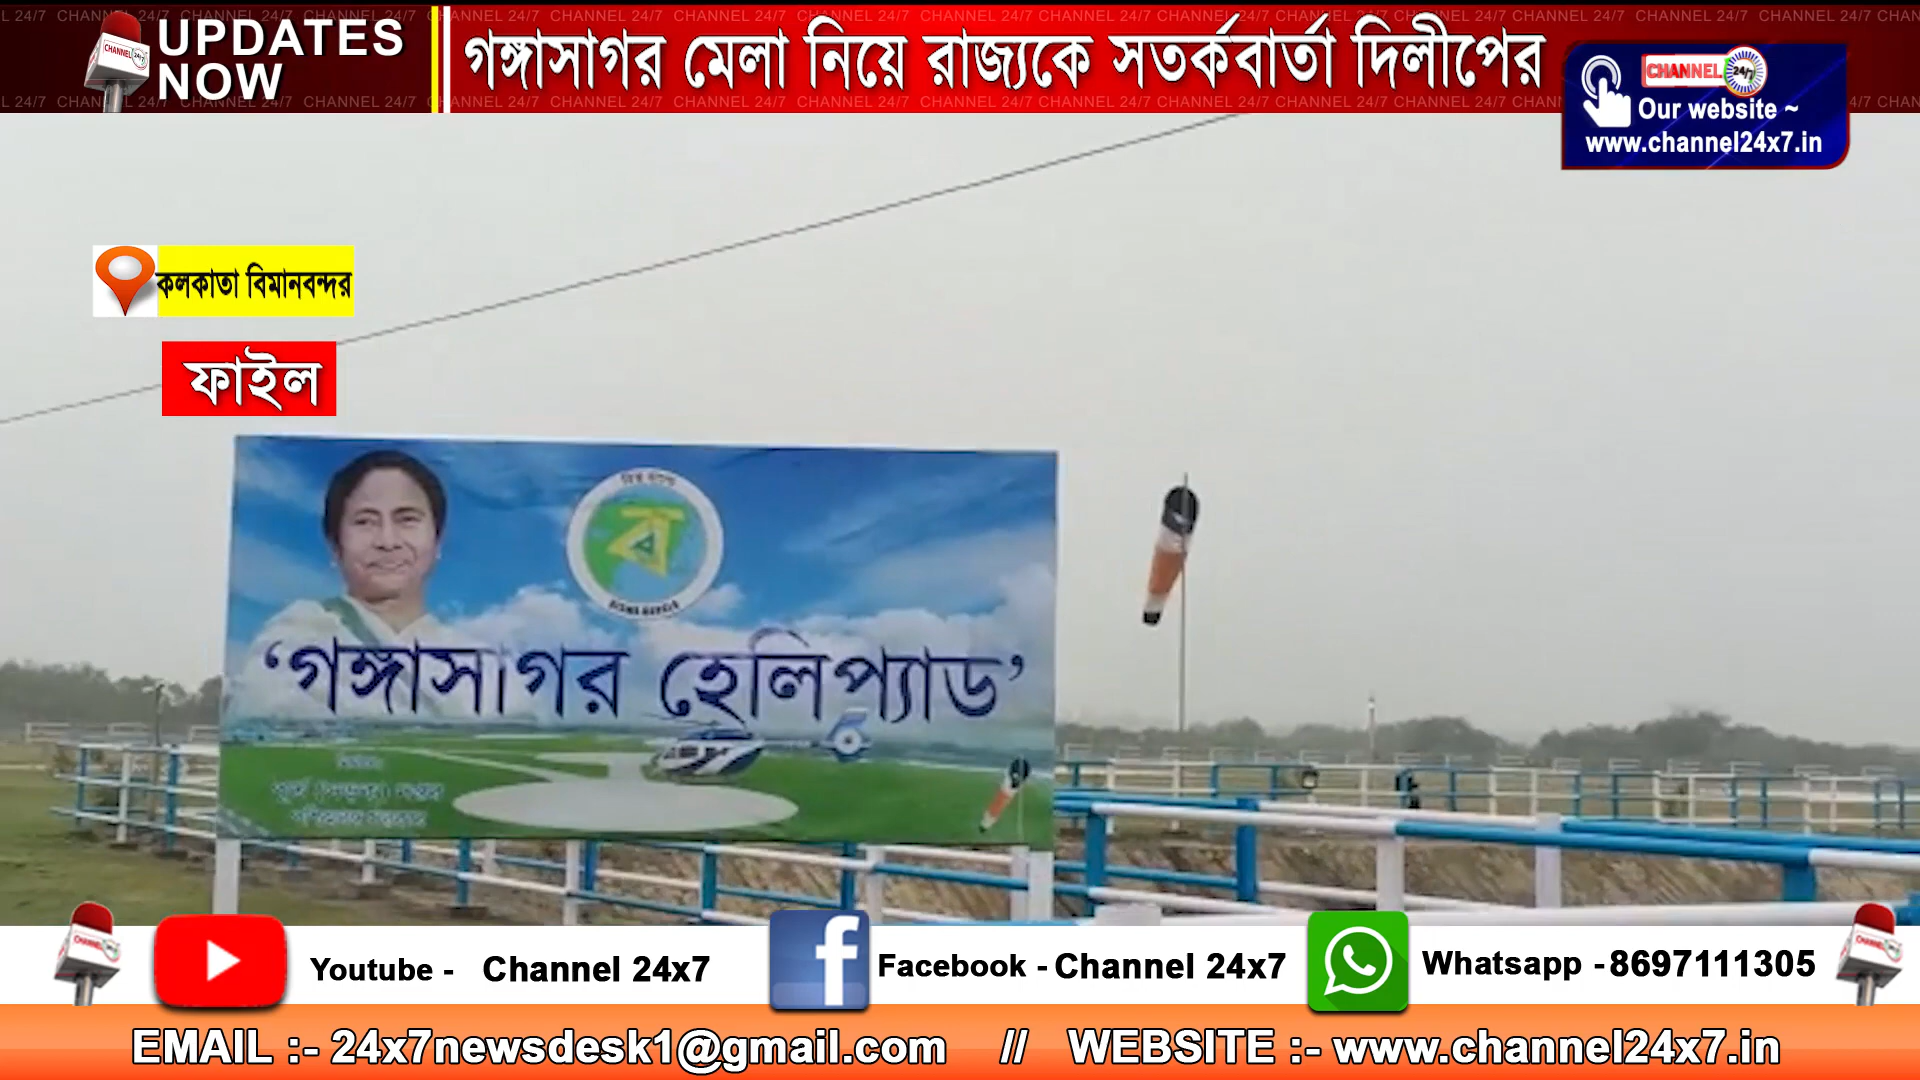 UPDATES
NOW
গঙ্গাসাগর মেলা নিয়ে রাজ্যকে সতর্কবার্তা দিলীপের
CHANNEL 24/7
Our website ~
www.channel24x7.in
কলকাতা বিমানবন্দর
ফাইল
‘গঙ্গাসাগর হেলিপ্যাড’
Youtube - Channel 24x7
Facebook - Channel 24x7
Whatsapp - 8697111305
EMAIL :- 24x7newsdesk1@gmail.com // WEBSITE :- www.channel24x7.in